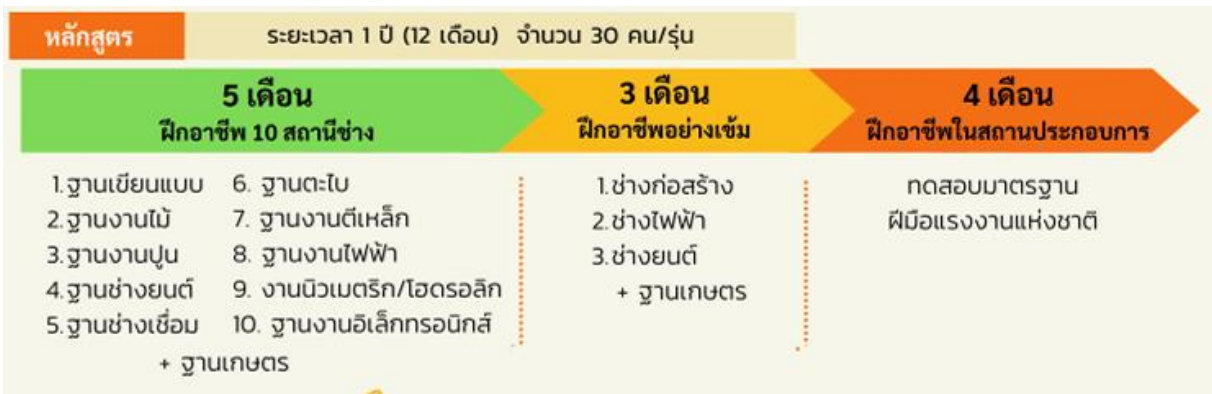 หลักสูตร
ระยะเวลา 1 ปี (12 เดือน) จำนวน 30 คน/รุ่น
5 เดือน
ฝึกอาชีพ 10 สถานีช่าง
3 เดือน
ฝึกอาชีพอย่างเข้ม
4 เดือน
ฝึกอาชีพในสถานประกอบการ
1.ฐานเขียนแบบ
2.ฐานงานไม้
3.ฐานงานปูน
4.ฐานช่างยนต์
5.ฐานช่างเชื่อม
6. ฐานตะไบ
7. ฐานงานตีเหล็ก
8. ฐานงานไฟฟ้า
9. งานนิวเมตริก/โฮดรอลิก
10. ฐานงานอิเล็กทรอนิกส์
+ ฐานเกษตร
1.ช่างก่อสร้าง
2.ช่างไฟฟ้า
3.ช่างยนต์
+ ฐานเกษตร
ทดสอบมาตรฐาน
ฝีมือแรงงานแห่งชาติ